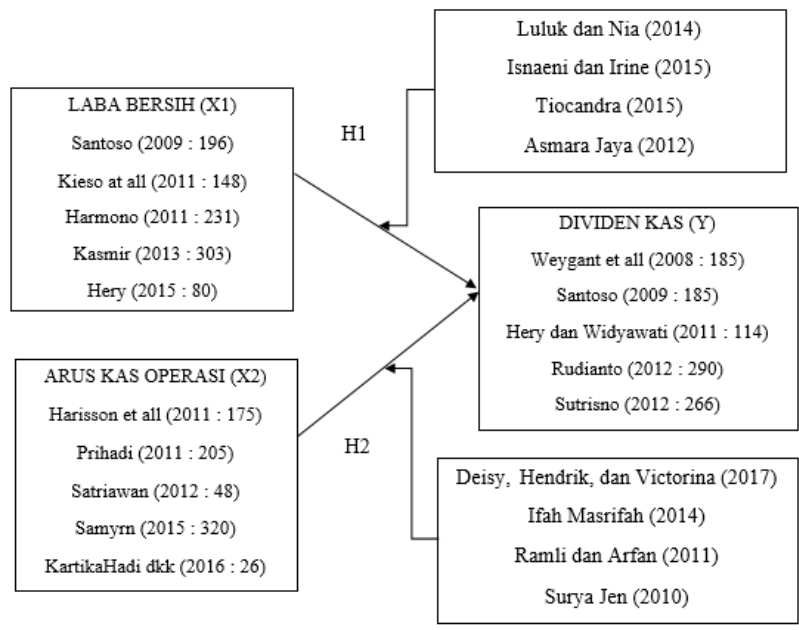 LABA BERSIH (X1)
Santoso (2009 : 196)
Kieso at all (2011 : 148)
Harmono (2011 : 231)
Kasmir (2013 : 303)
Hery (2015 : 80)
H1
Luluk dan Nia (2014)
Isnaeni dan Irine (2015)
Tiocandra (2015)
Asmara Jaya (2012)
DIVIDEN KAS (Y)
Weygant et all (2008 : 185)
Santoso (2009 : 185)
Hery dan Widyawati (2011 : 114)
Rudianto (2012 : 290)
Sutrisno (2012 : 266)
ARUS KAS OPERASI (X2)
Harisson et all (2011 : 175)
Prihadi (2011 : 205)
Satriawan (2012 : 48)
Samyrn (2015 : 320)
KartikaHadi dkk (2016 : 26)
H2
Deisy, Hendrik, dan Victorina (2017)
Ifah Masrifah (2014)
Ramli dan Arfan (2011)
Surya Jen (2010)